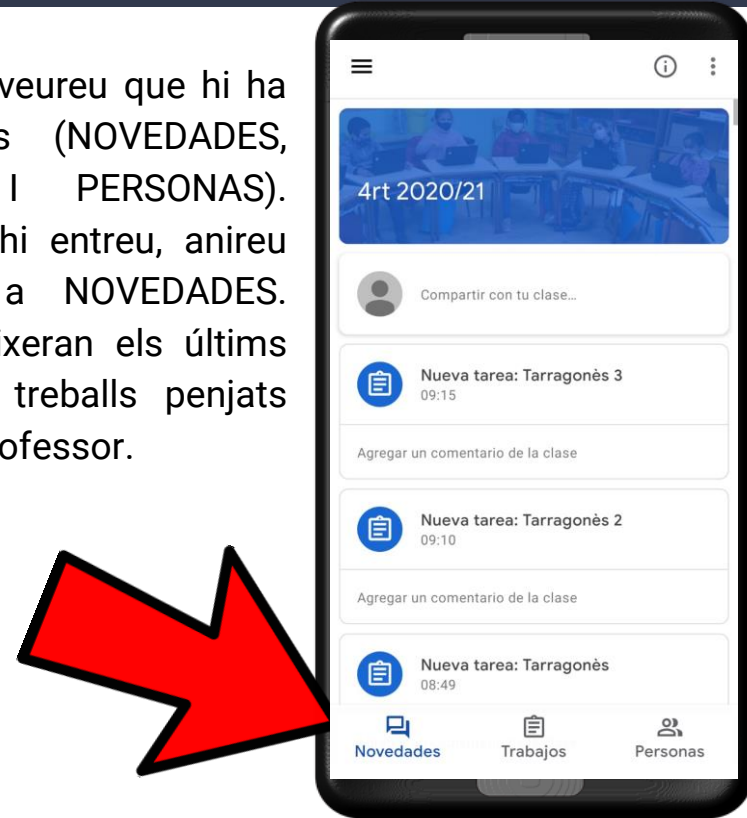 veureu que hi ha
(NOVEDADES,
I PERSONAS).
hi entreu, anireu
a NOVEDADES.
els últims
treballs penjats
4rt 2020/21
Compartir con tu clase...
Nueva tarea: Tarragonès 3
09:15
Agregar un comentario de la clase
Nueva tarea: Tarragonès 2
09:10
Agregar un comentario de la clase
Nueva tarea: Tarragonès
08:49
Novedades Trabajos Personas